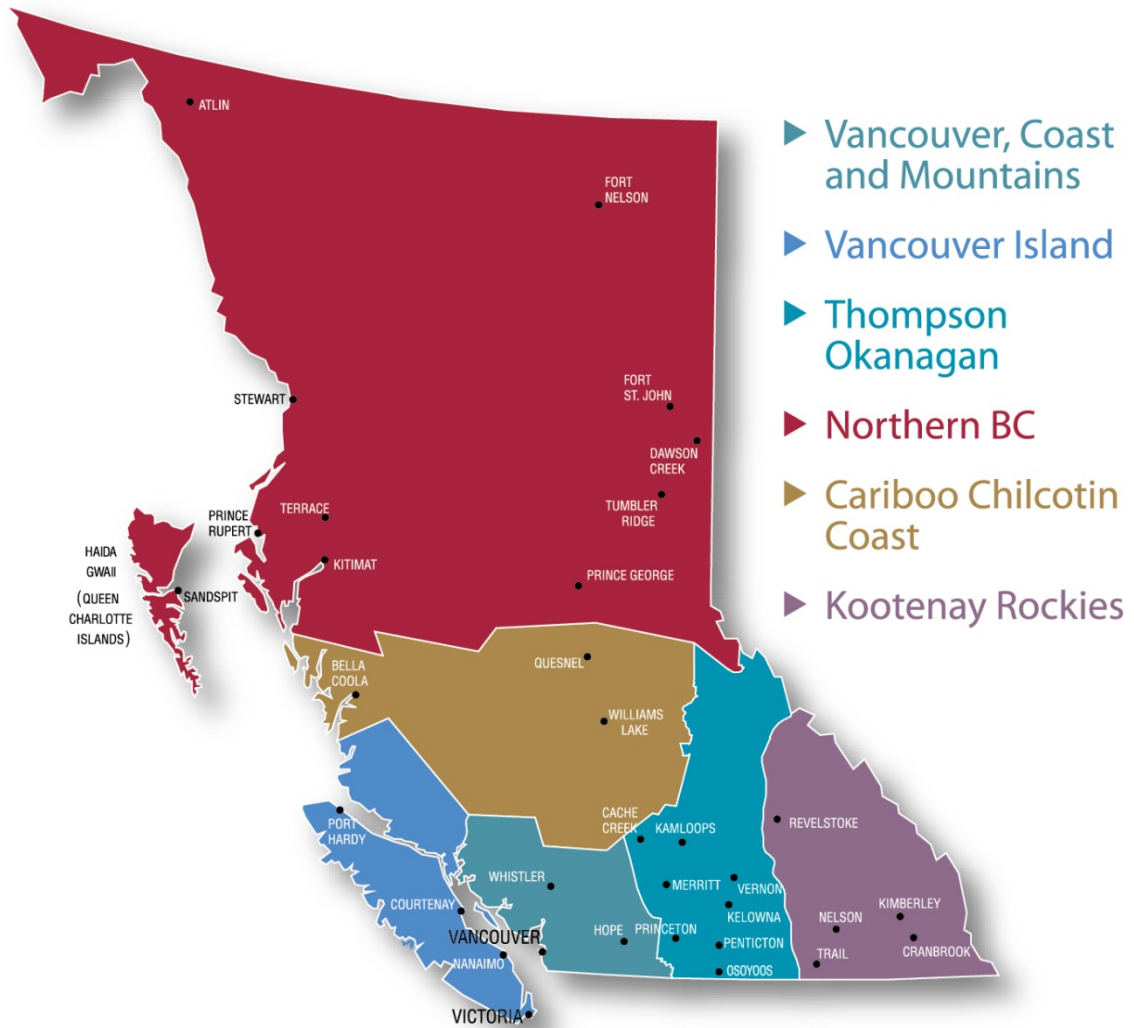 ATLIN
FORT
NELSON
STEWART
FORT
ST. JOHN
DAWSON
CREEK
TUMBLER
RIDGE
TERRACE
PRINCE
RUPERT
KITIMAT
PRINCE GEORGE
HAIDA
GWAII
(QUEEN
CHARLOTTE
ISLANDS)
SANDSPIT
BELLA
COOLA
QUESNEL
WILLIAMS
LAKE
PORT
HARDY
CACHE
CREEK
KAMLOOPS
REVELSTOKE
WHISTLER
MERRITT
VERNON
KELOWNA
COURTENAY
VANCOUVER
NANAIMO
HOPE
PRINCETON
PENTICTON
OSOYOOS
NELSON
KIMBERLEY
TRAIL
CRANBROOK
VICTORIA
Vancouver, Coast
and Mountains
Vancouver Island
Thompson
Okanagan
Northern BC
Cariboo Chilcotin
Coast
Kootenay Rockies